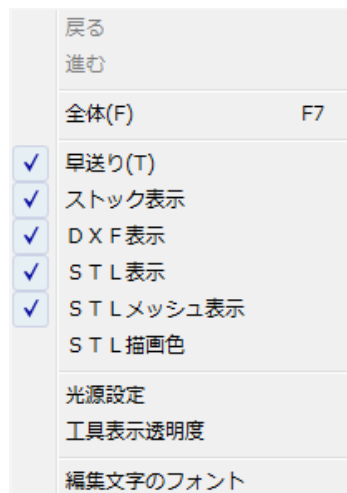 戻る
進む
全体(F) F7
早送り(T)
ストック表示
ＤＸＦ表示
ＳＴＬ表示
ＳＴＬメッシュ表示
ＳＴＬ描画色
光源設定
工具表示透明度
編集文字のフォント